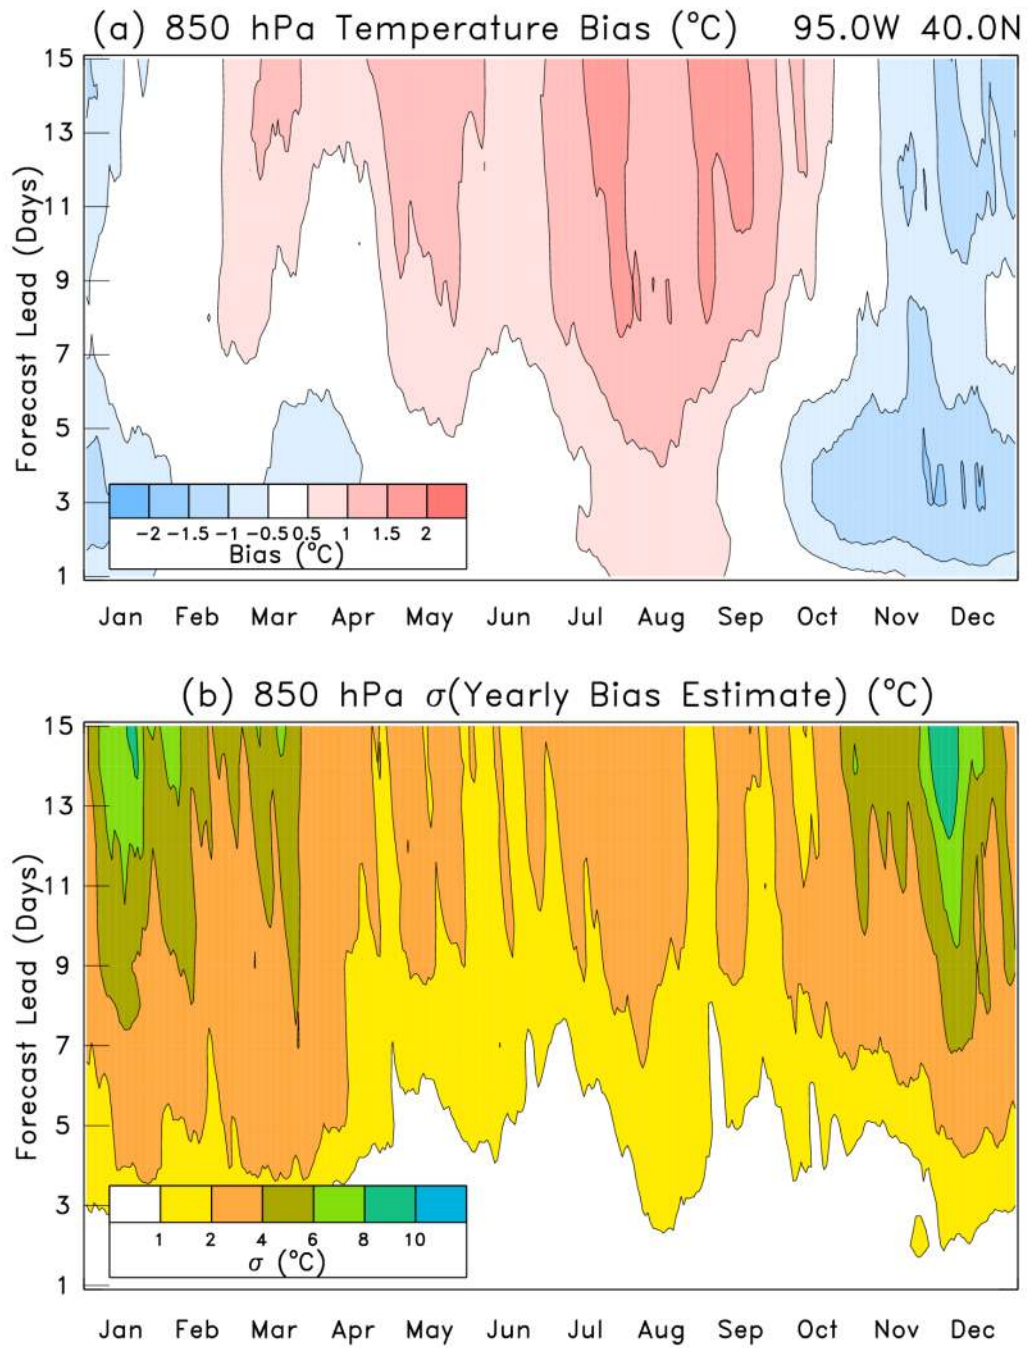 (a) 850 hPa Temperature Bias (°C) 95.0W 40.0N
15
13
11
9
7
5
3
1
Forecast Lead (Days)
-2 -1.5 -1 -0.5 0.5 1 1.5 2
Bias (°C)
Jan Feb Mar Apr May Jun Jul Aug Sep Oct Nov Dec
(b) 850 hPa σ(Yearly Bias Estimate) (°C)
15
13
11
9
7
5
3
1
Forecast Lead (Days)
1 2 4 6 8 10
σ (°C)
Jan Feb Mar Apr May Jun Jul Aug Sep Oct Nov Dec